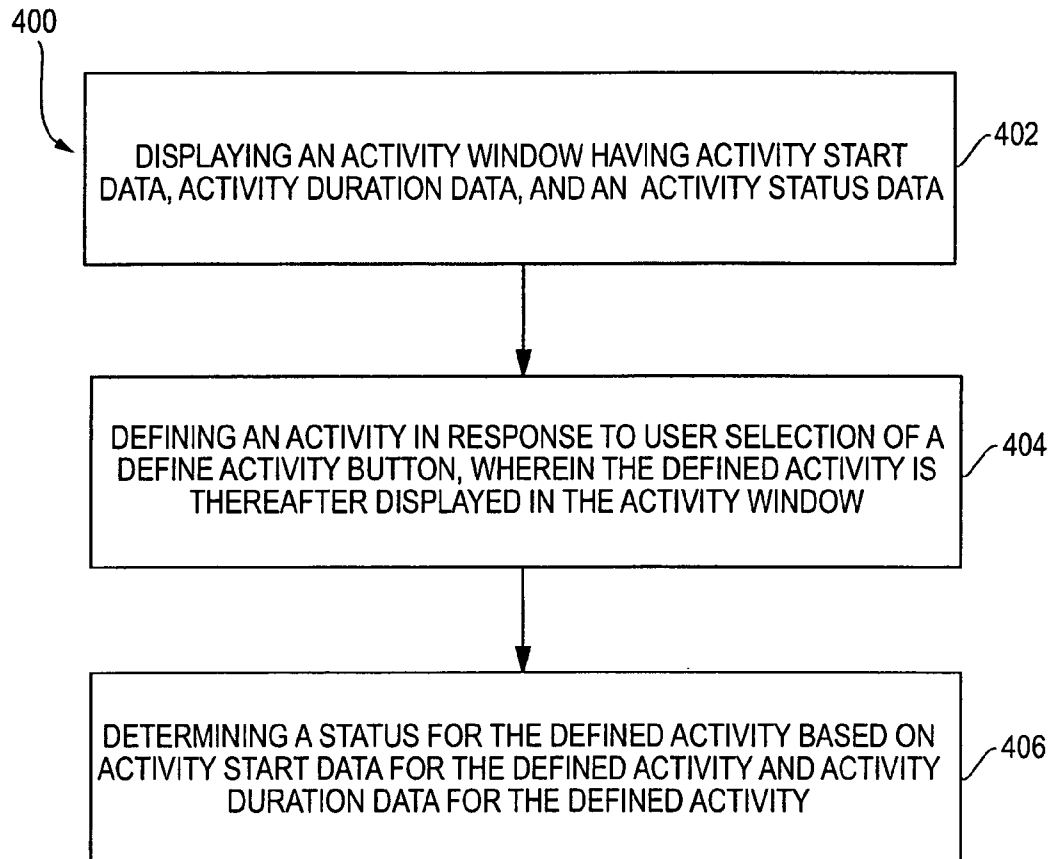 400
DISPLAYING AN ACTIVITY WINDOW HAVING ACTIVITY START
DATA, ACTIVITY DURATION DATA, AND AN ACTIVITY STATUS DATA
402
DEFINING AN ACTIVITY IN RESPONSE TO USER SELECTION OF A
DEFINE ACTIVITY BUTTON, WHEREIN THE DEFINED ACTIVITY IS
THEREAFTER DISPLAYED IN THE ACTIVITY WINDOW
404
DETERMINING A STATUS FOR THE DEFINED ACTIVITY BASED ON
ACTIVITY START DATA FOR THE DEFINED ACTIVITY AND ACTIVITY
DURATION DATA FOR THE DEFINED ACTIVITY
406